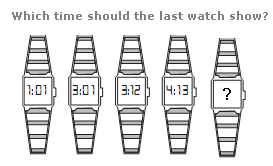 Which time should the last watch show?
1:01 3:01 3:12 4:13 ?